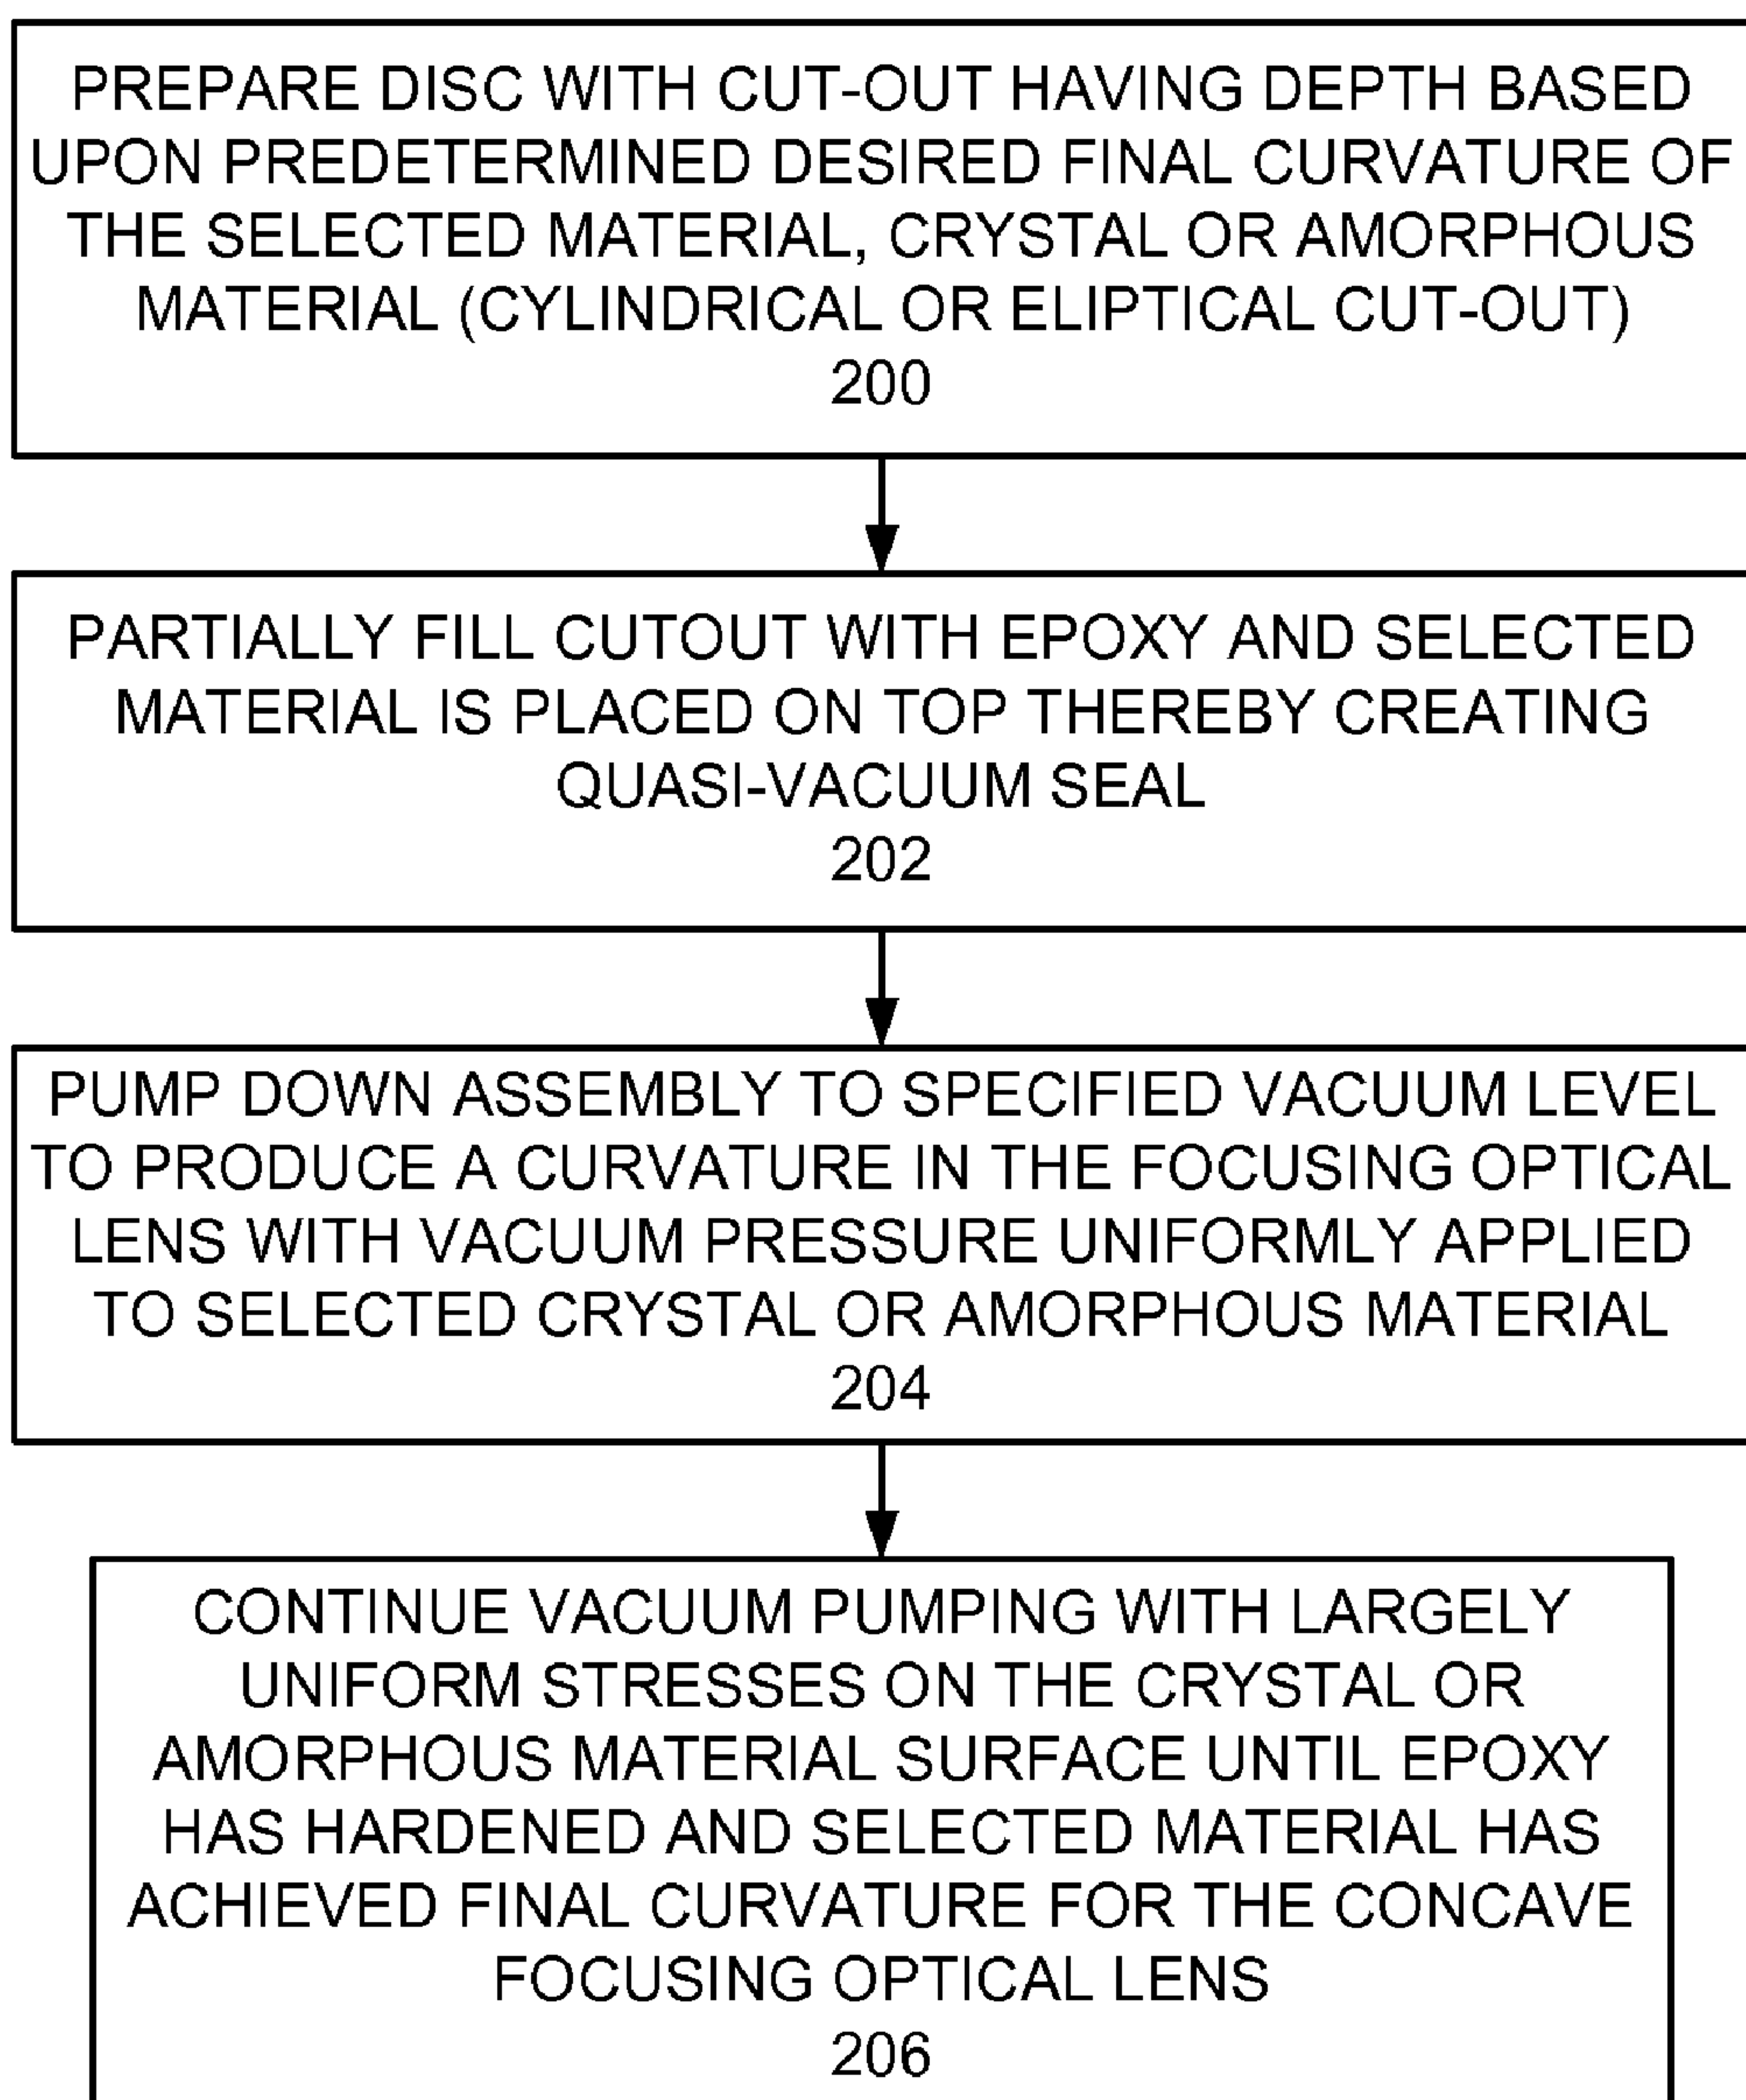 PREPARE DISC WITH CUT-OUT HAVING DEPTH BASED
UPON PREDETERMINED DESIRED FINAL CURVATURE OF
THE SELECTED MATERIAL, CRYSTAL OR AMORPHOUS
MATERIAL (CYLINDRICAL OR ELIPTICAL CUT-OUT)
200
PARTIALLY FILL CUTOUT WITH EPOXY AND SELECTED
MATERIAL IS PLACED ON TOP THEREBY CREATING
QUASI-VACUUM SEAL
202
PUMP DOWN ASSEMBLY TO SPECIFIED VACUUM LEVEL
TO PRODUCE A CURVATURE IN THE FOCUSING OPTICAL
LENS WITH VACUUM PRESSURE UNIFORMLY APPLIED
TO SELECTED CRYSTAL OR AMORPHOUS MATERIAL
204
CONTINUE VACUUM PUMPING WITH LARGELY
UNIFORM STRESSES ON THE CRYSTAL OR
AMORPHOUS MATERIAL SURFACE UNTIL EPOXY
HAS HARDENED AND SELECTED MATERIAL HAS
ACHIEVED FINAL CURVATURE FOR THE CONCAVE
FOCUSING OPTICAL LENS
206